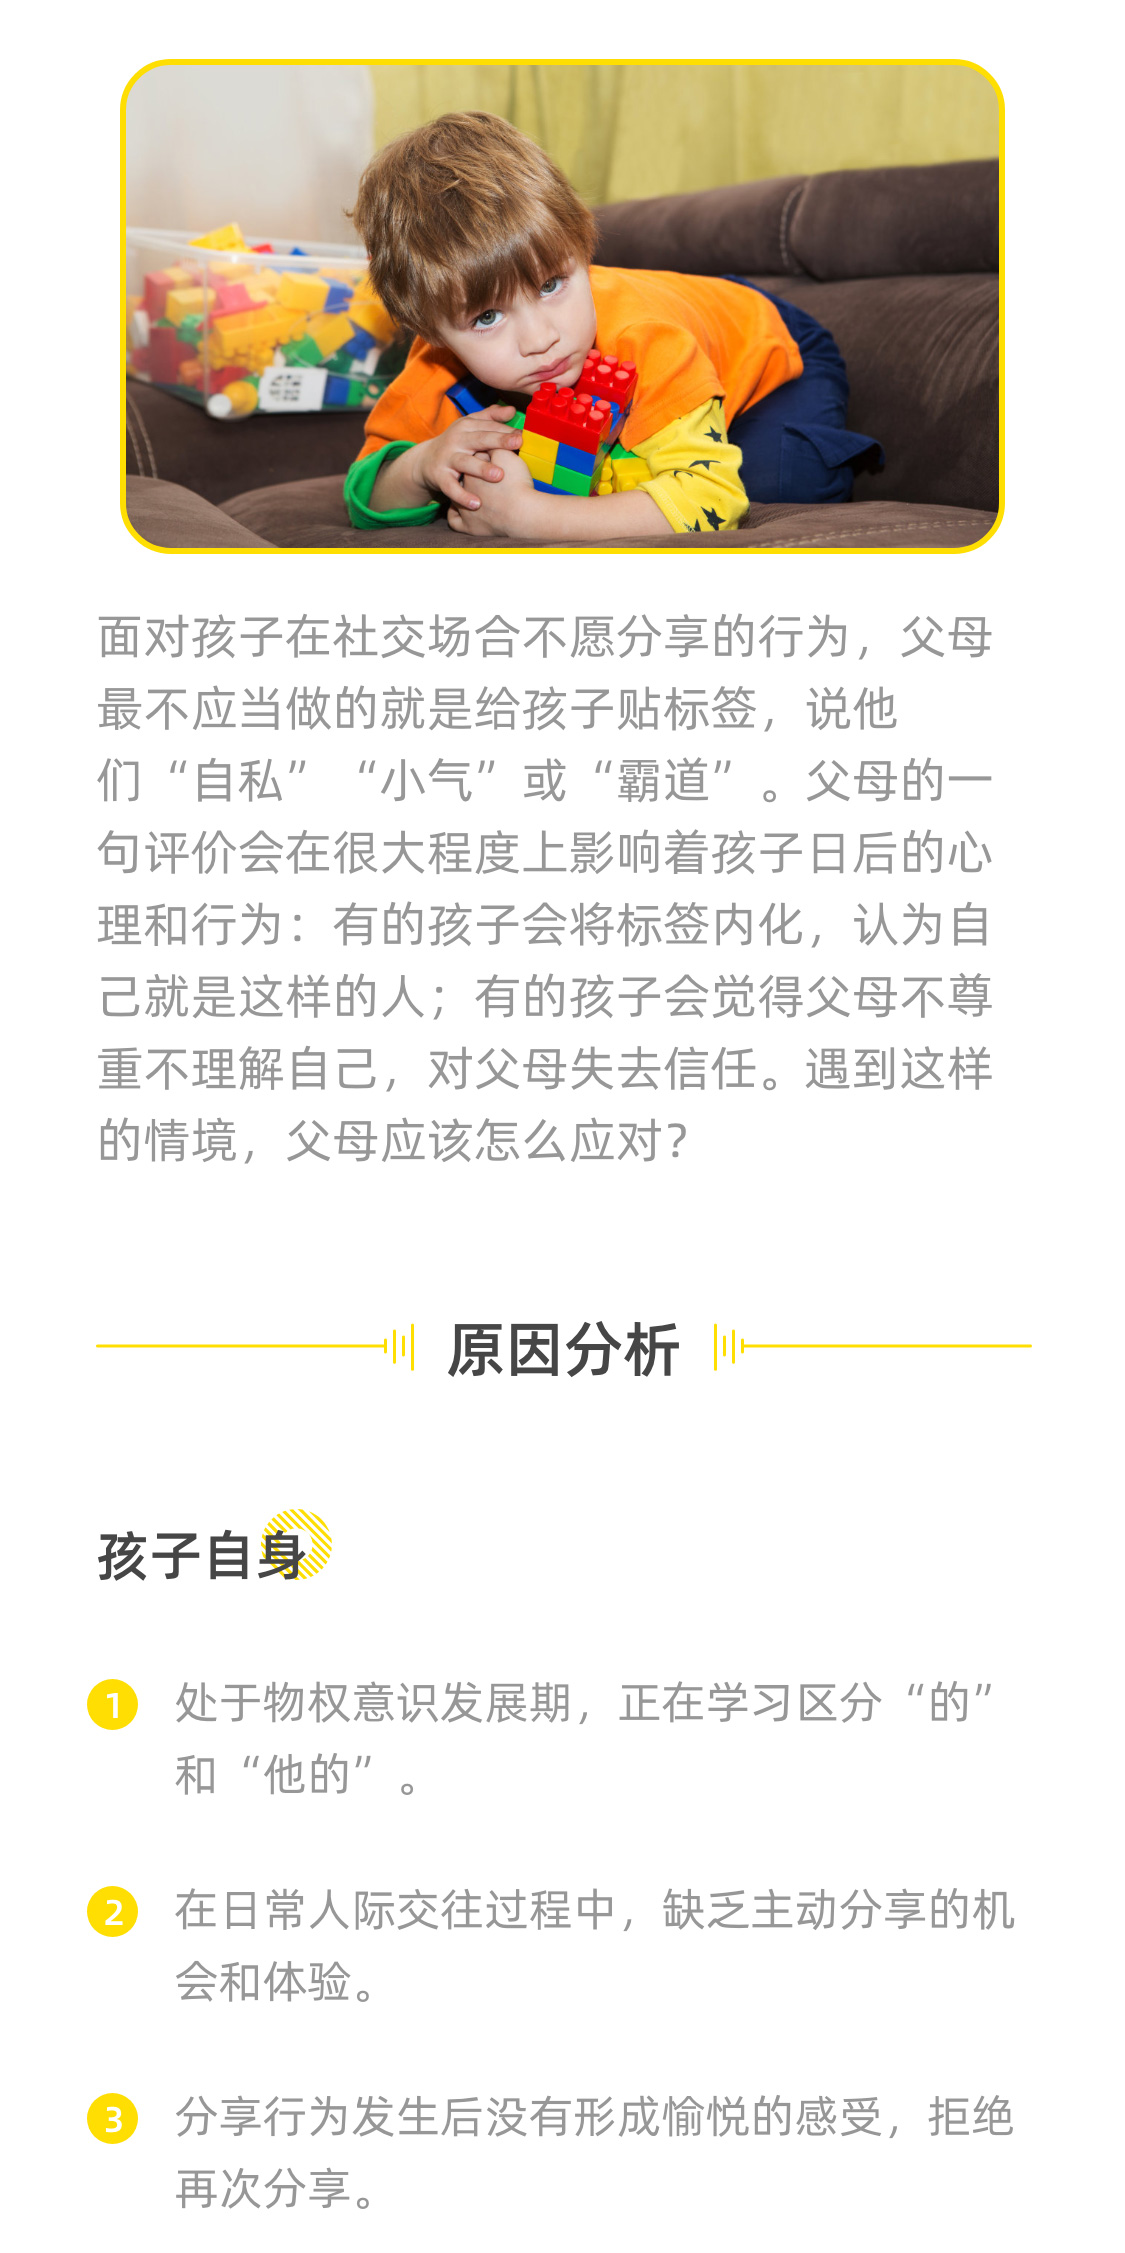 面对孩子在社交场合不愿分享的行为，父母
最不应当做的就是给孩子贴标签，说他
们“自私”“小气”或“霸道”。父母的一
句评价会在很大程度上影响着孩子日后的心
理和行为：有的孩子会将标签内化，认为自
己就是这样的人；有的孩子会觉得父母不尊
重不理解自己，对父母失去信任。遇到这样
的情境，父母应该怎么应对？
原因分析
孩子自身
1 处于物权意识发展期，正在学习区分“的”
和“他的”。
2 在日常人际交往过程中，缺乏主动分享的机
会和体验。
3 分享行为发生后没有形成愉悦的感受，拒绝
再次分享。